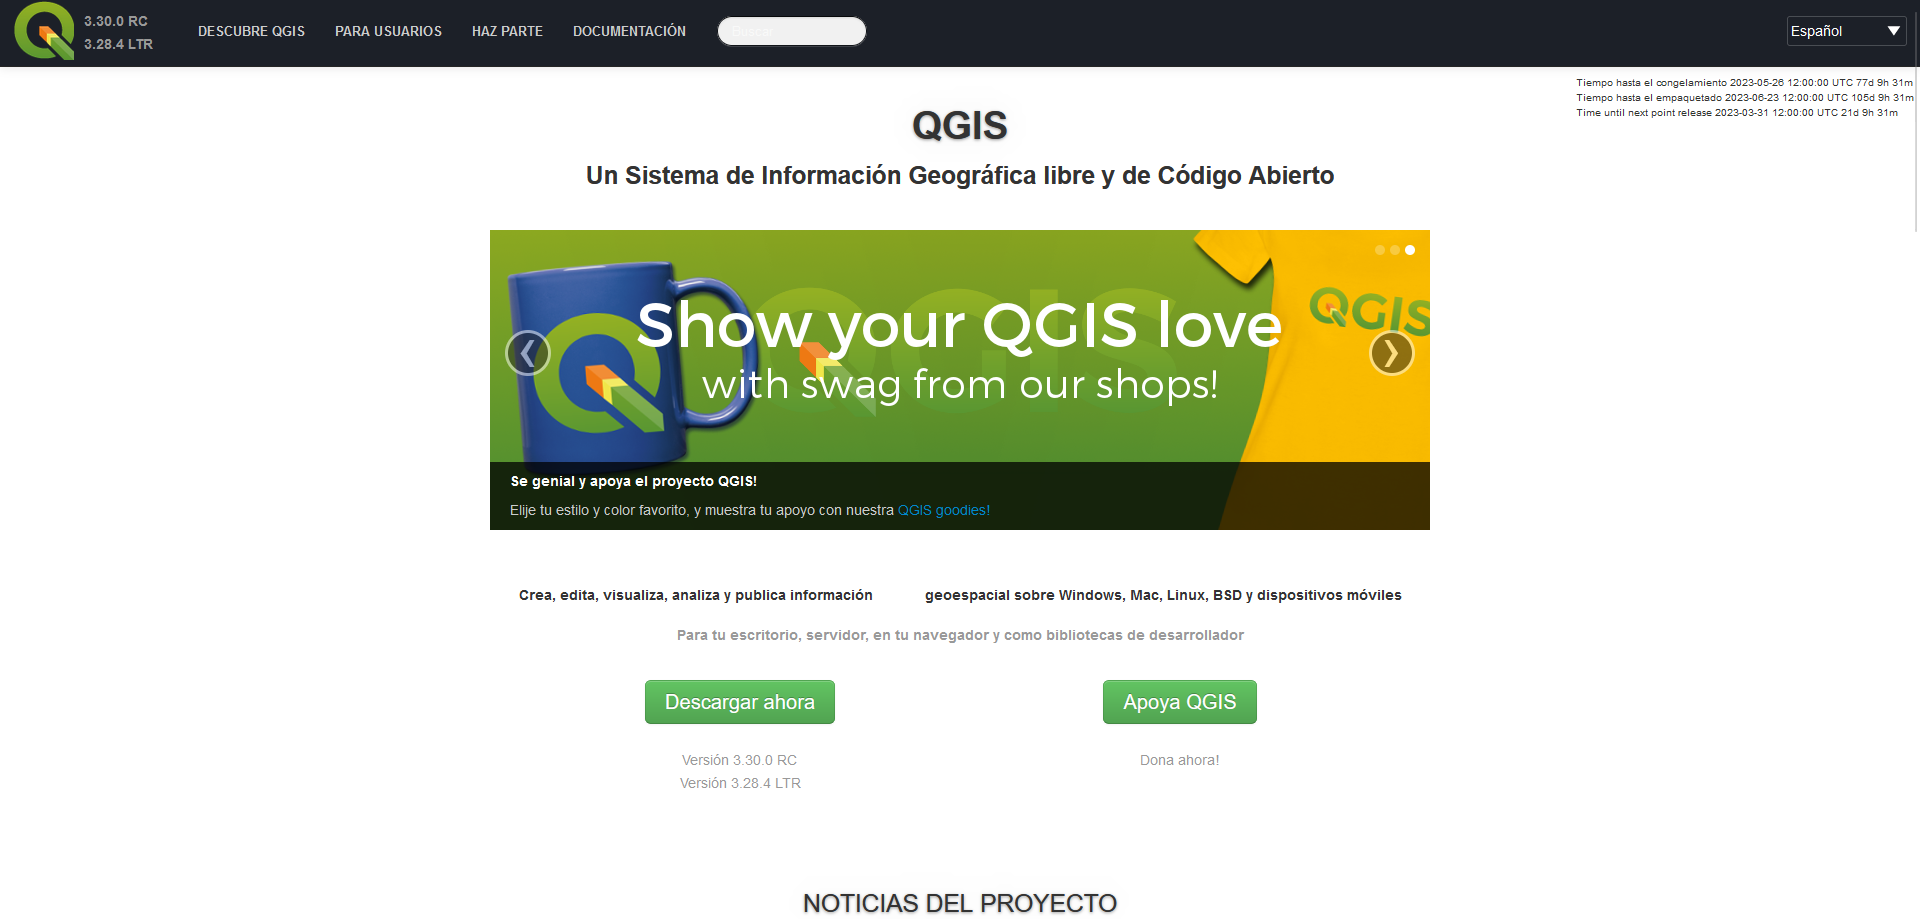 3.30.0 RC
3.28.4 LTR
DESCUBRE QGIS
PARA USUARIOS
HAZ PARTE
DOCUMENTACIÓN
Español
Tiempo hasta el congelamiento 2023-05-26 12:00:00 UTC 77d 9h 31m
Tiempo hasta el empaquetado 2023-06-23 12:00:00 UTC 105d 9h 31m
Time until next point release 2023-03-31 12:00:00 UTC 21d 9h 31m
QGIS
Un Sistema de Información Geográfica libre y de Código Abierto
QGIS
QGIS
Show your QGIS love
with swag from our shops!
Se genial y apoya el proyecto QGIS!
Elije tu estilo y color favorito, y muestra tu apoyo con nuestra QGIS goodies!
Crea, edita, visualiza, analiza y publica información
geoespacial sobre Windows, Mac, Linux, BSD y dispositivos móviles
Para tu escritorio, servidor, en tu navegador y como bibliotecas de desarrollador
Descargar ahora
Apoya QGIS
Versión 3.30.0 RC
Versión 3.28.4 LTR
Dona ahora!
NOTICIAS DEL PROYECTO